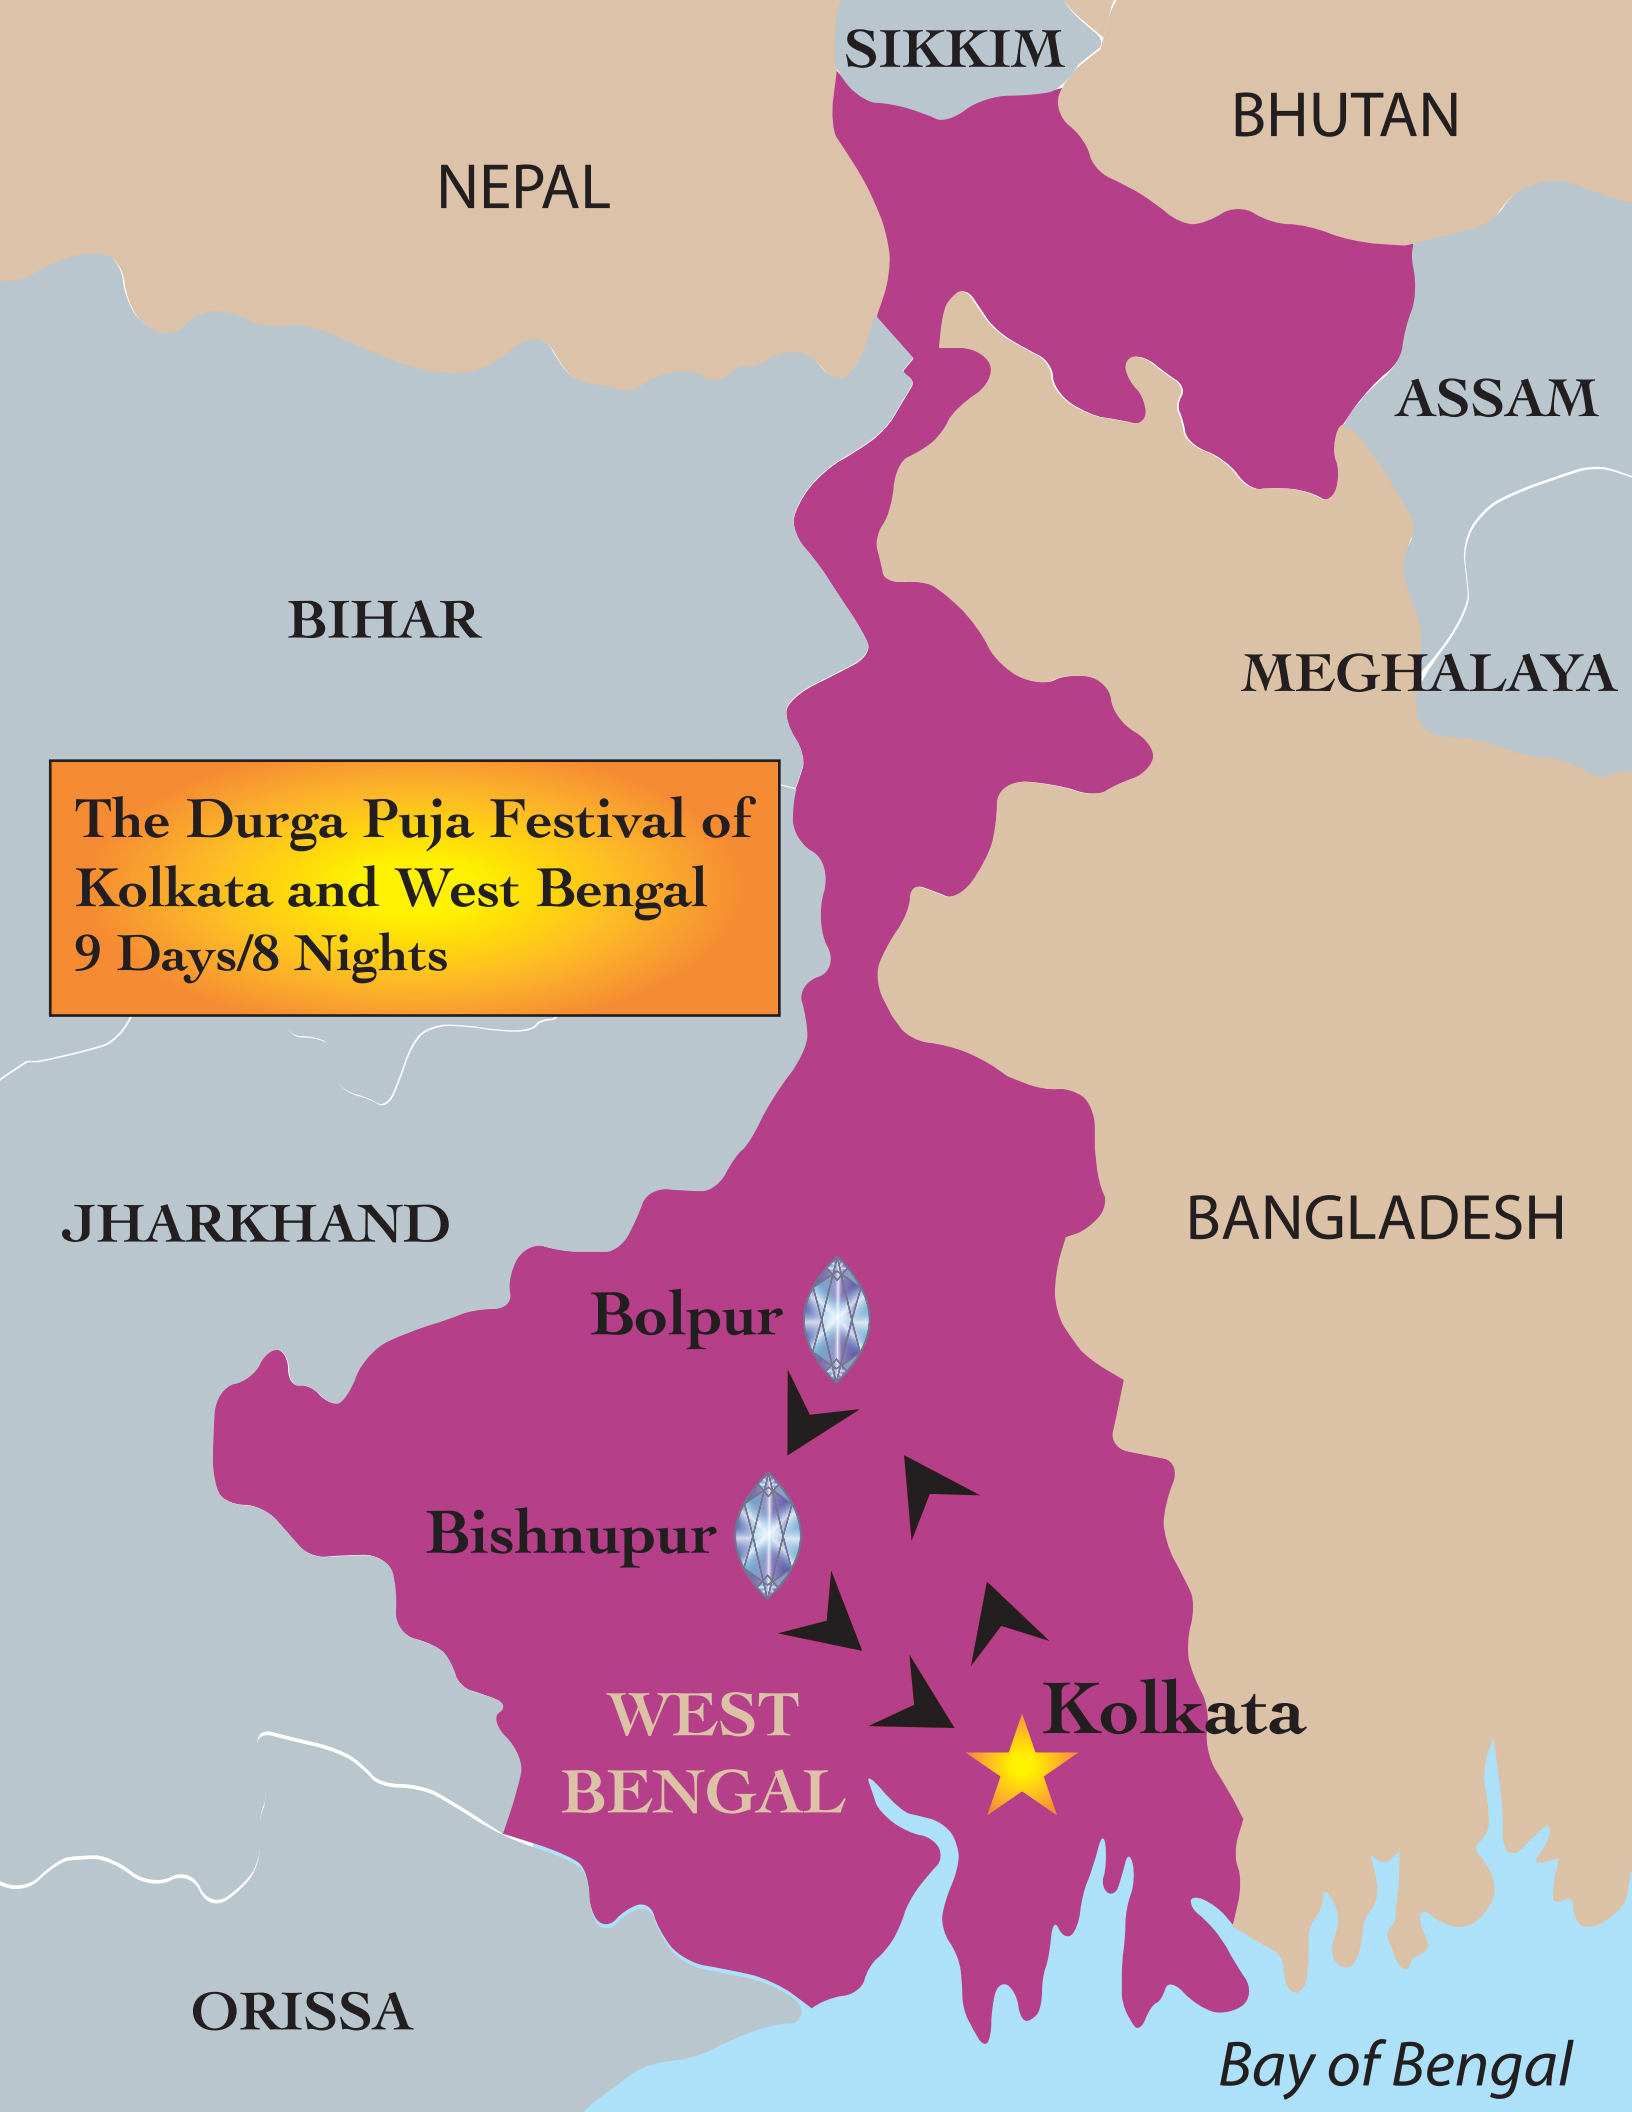 SIKKIM
BHUTAN
NEPAL
ASSAM
BIHAR
MEGHALAYA
The Durga Puja Festival of
Kolkata and West Bengal
9 Days/8 Nights
JHARKHAND
BANGLADESH
Bolpur
Bishnupur
Kolkata
WEST
BENGAL
ORISSA
Bay of Bengal